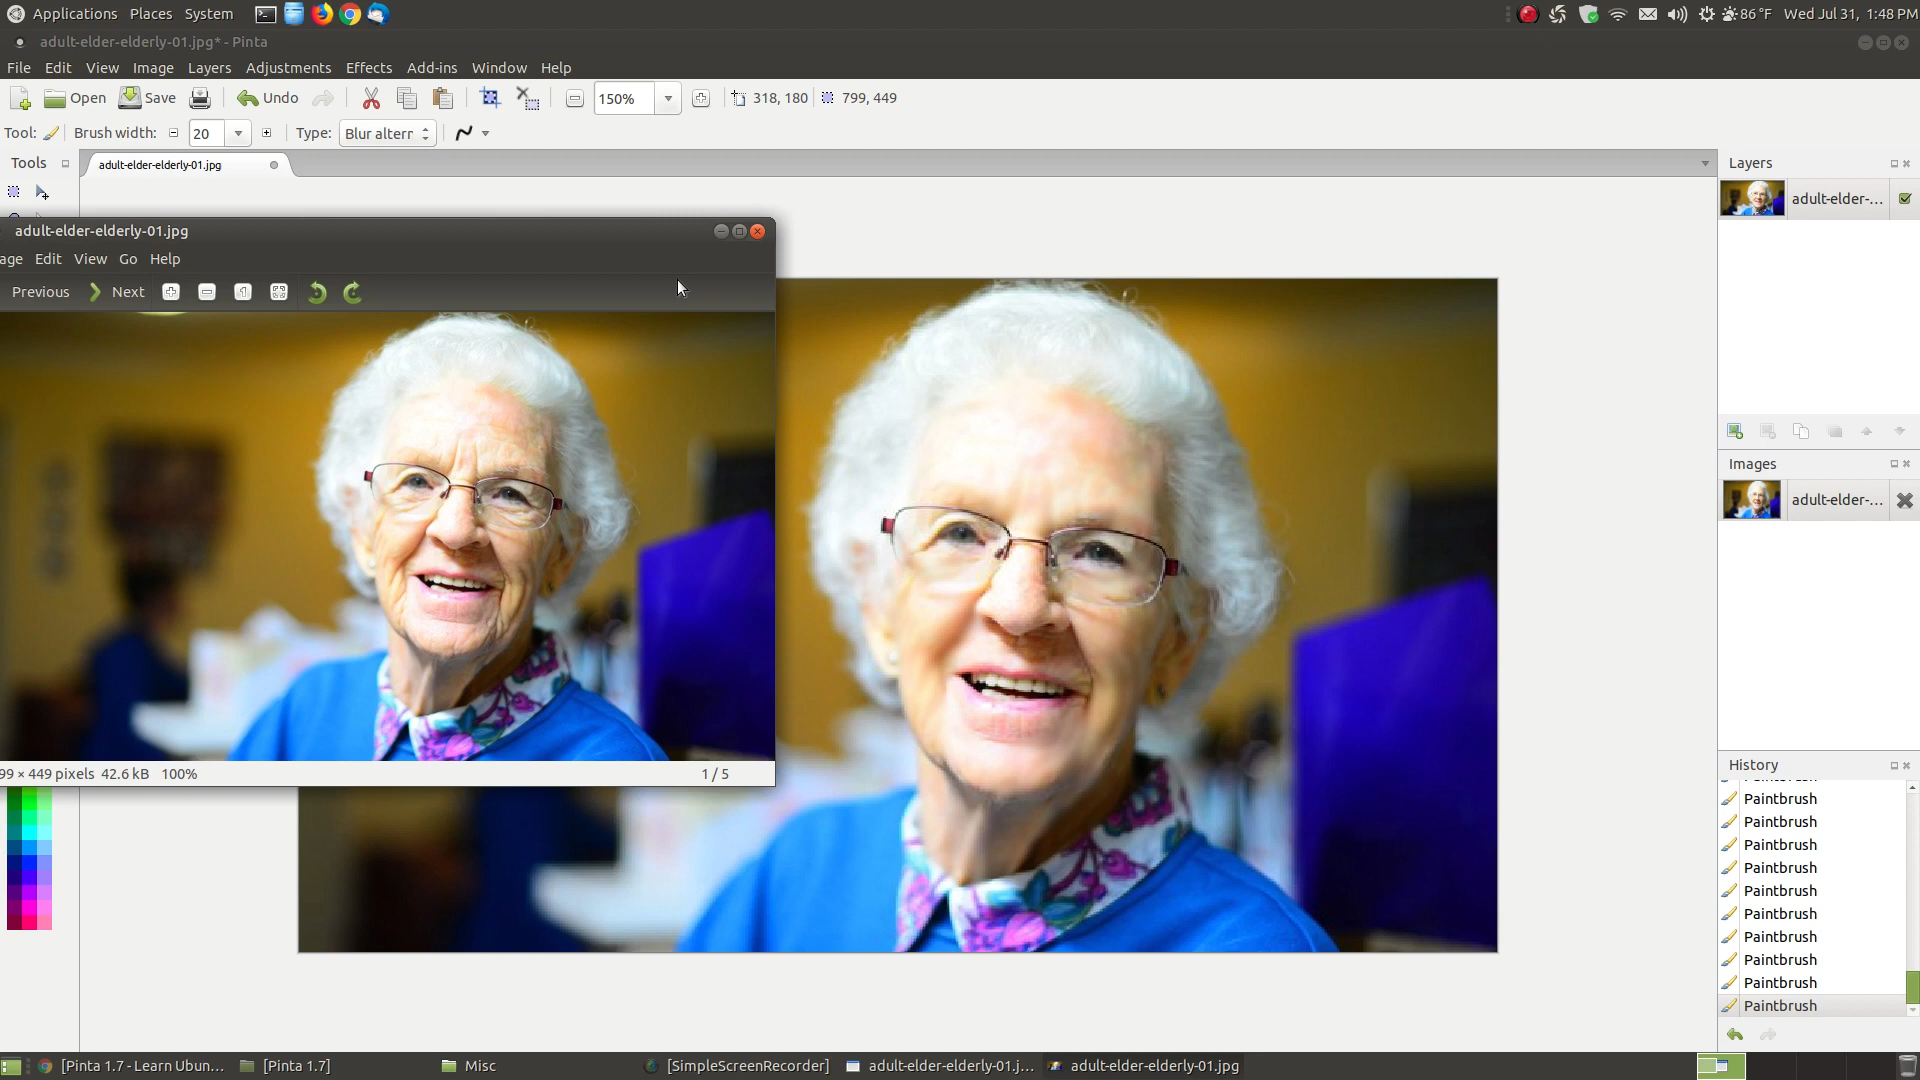 Applications Places System
86 °F Wed Jul 31, 1:48 PM
adult-elder-elderly-01.jpg* - Pinta
File Edit View Image Layers Adjustments Effects Add-ins Window Help
Open Save Undo 150% 318, 180 799, 449
Tool: Brush width: 20 Type: Blur altern
Tools
adult-elder-elderly-01.jpg
Layers
adult-elder-...
adult-elder-elderly-01.jpg
age Edit View Go Help
Previous Next
99 × 449 pixels 42.6 kB 100% 1 / 5
Images
adult-elder-...
History
Paintbrush
Paintbrush
Paintbrush
Paintbrush
Paintbrush
Paintbrush
Paintbrush
Paintbrush
Paintbrush
Paintbrush
[Pinta 1.7 - Learn Ubun... [Pinta 1.7] Misc [SimpleScreenRecorder] adult-elder-elderly-01.j... adult-elder-elderly-01.jpg